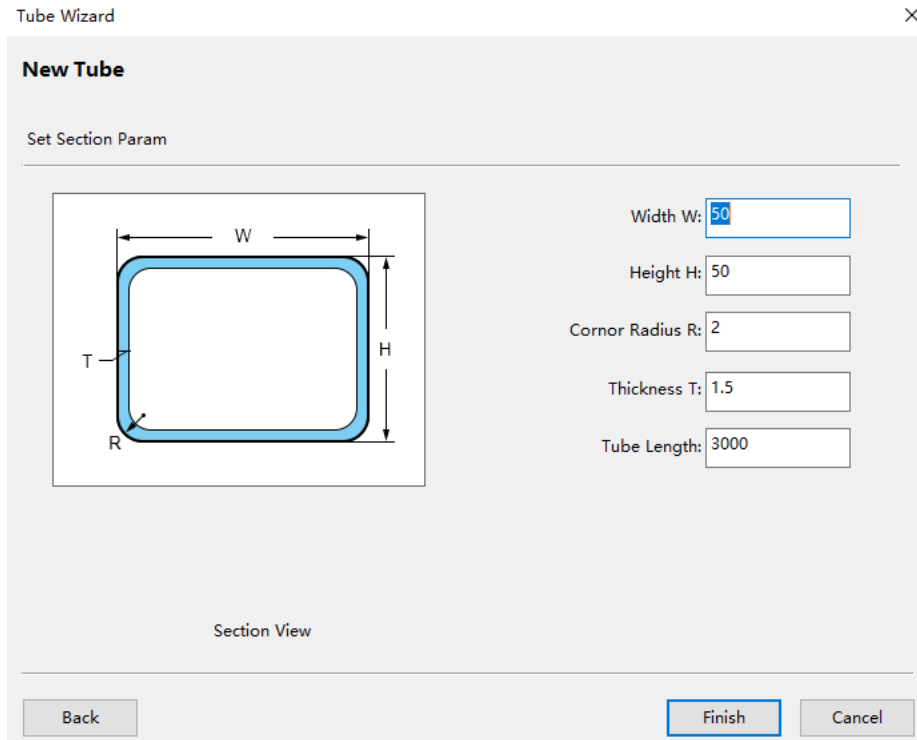 Tube Wizard
New Tube
Set Section Param
W
H
T
R
Width W: 50
Height H: 50
Cornor Radius R: 2
Thickness T: 1.5
Tube Length: 3000
Section View
Back
Finish
Cancel